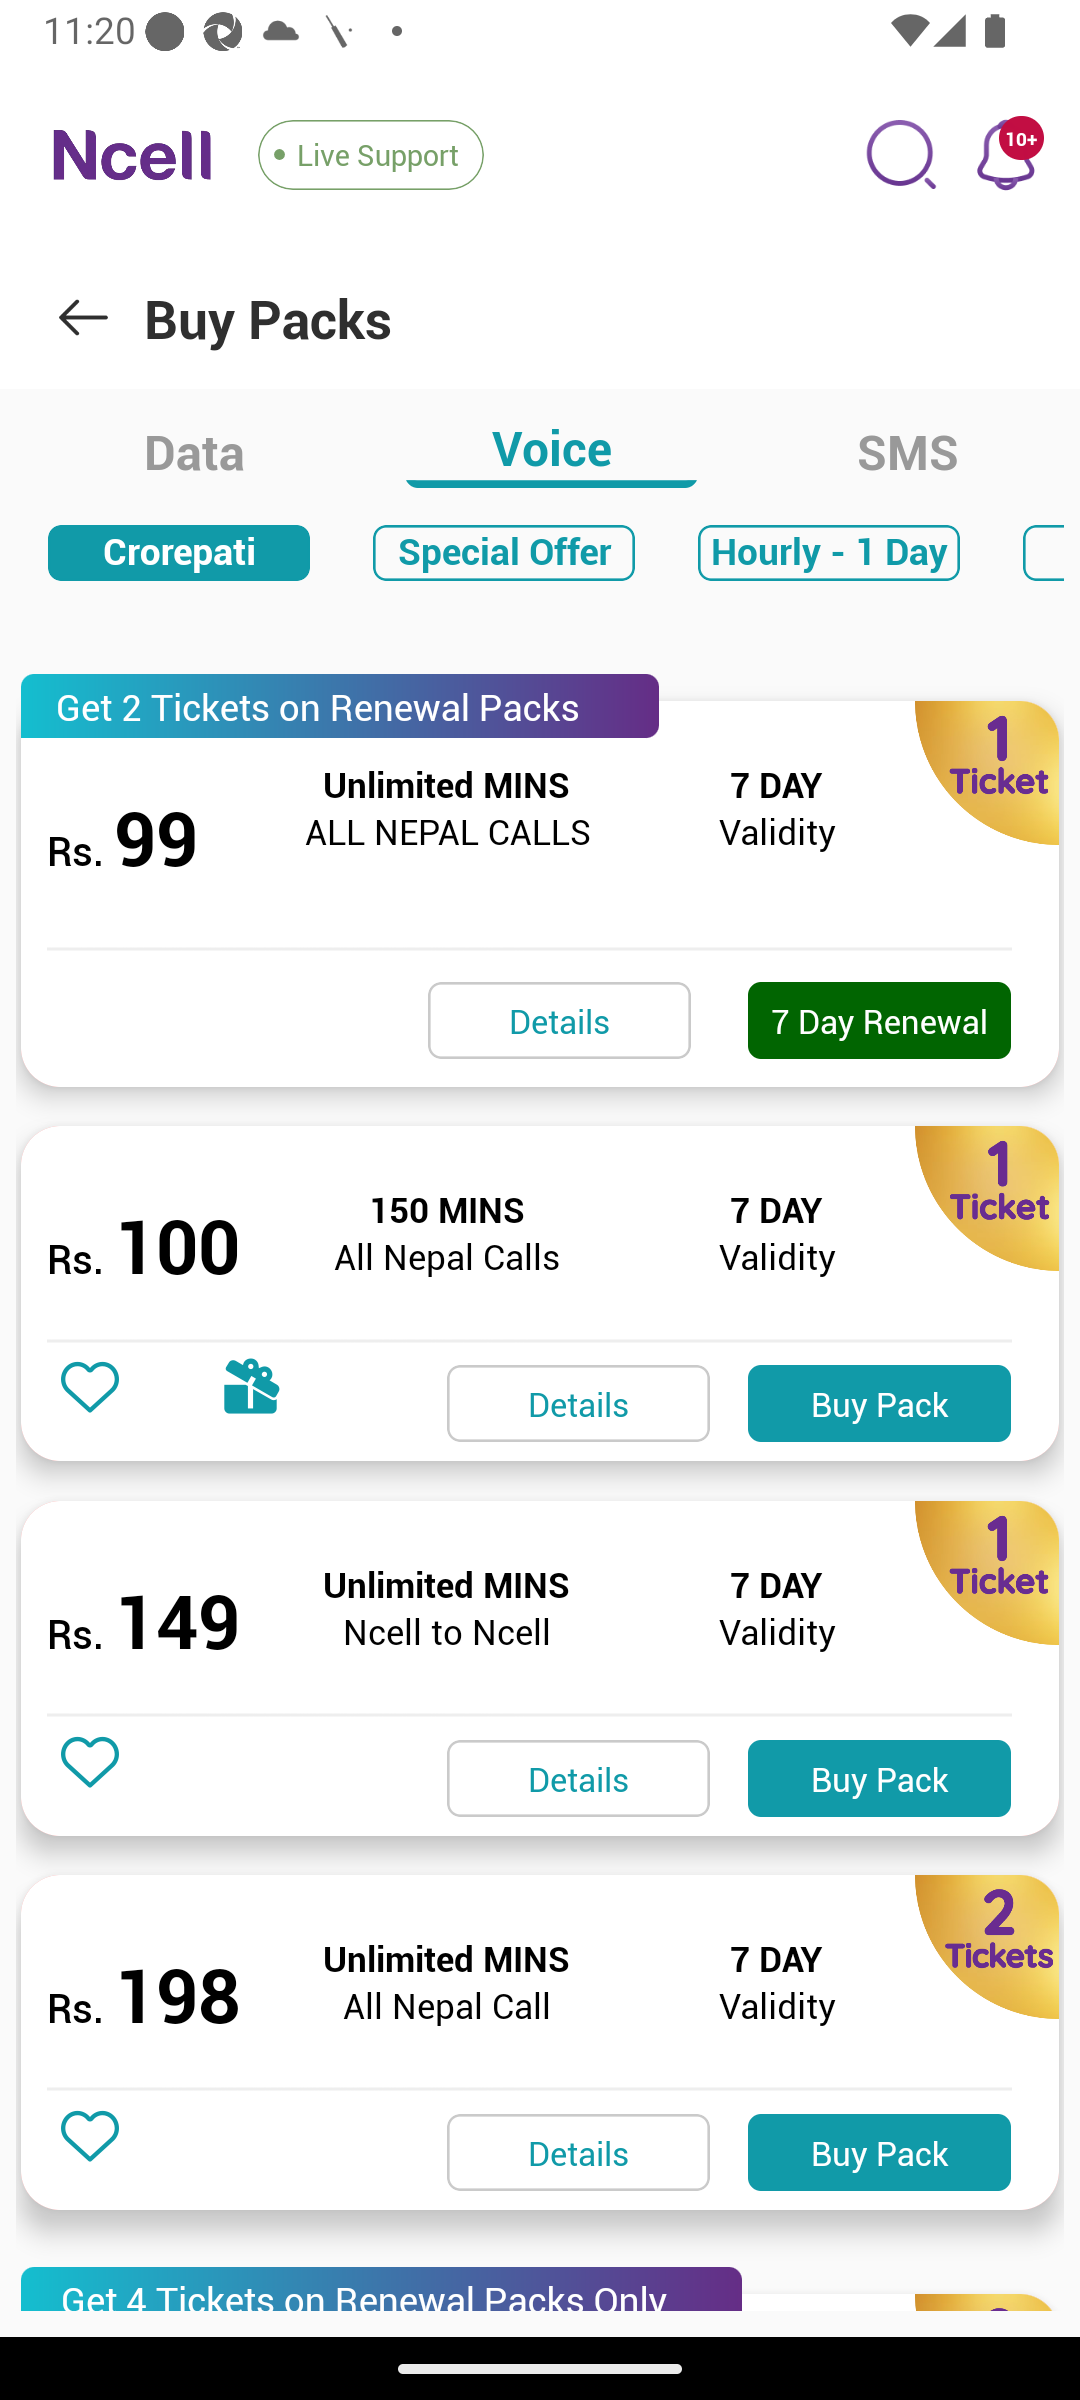 11:20
Ncell
Live Support
10+
Buy Packs
Data
Voice
SMS
Crorepati
Special Offer
Hourly - 1 Day
Get 2 Tickets on Renewal Packs
1
Ticket
Rs. 99
Unlimited MINS
ALL NEPAL CALLS
7 DAY
Validity
Details
7 Day Renewal
1
Ticket
Rs. 100
150 MINS
All Nepal Calls
7 DAY
Validity
Details
Buy Pack
1
Ticket
Rs. 149
Unlimited MINS
Ncell to Ncell
7 DAY
Validity
Details
Buy Pack
2
Tickets
Rs. 198
Unlimited MINS
All Nepal Call
7 DAY
Validity
Details
Buy Pack
Get 4 Tickets on Renewal Packs Only